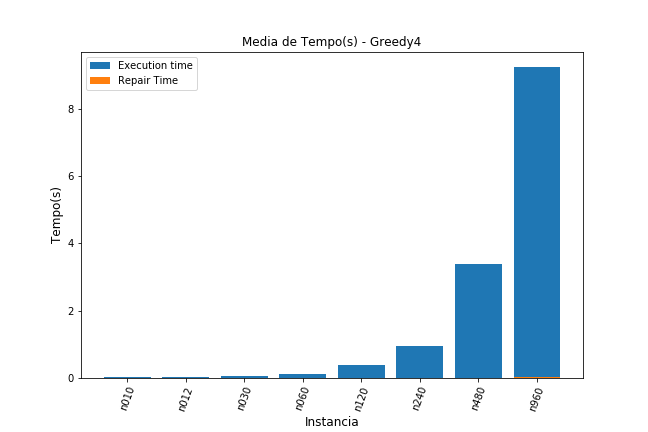 Media de Tempo(s) - Greedy4
Execution time
Repair Time
Tempo(s)
8
6
4
2
0
n010
n012
n030
n060
n120
n240
n480
n960
Instancia